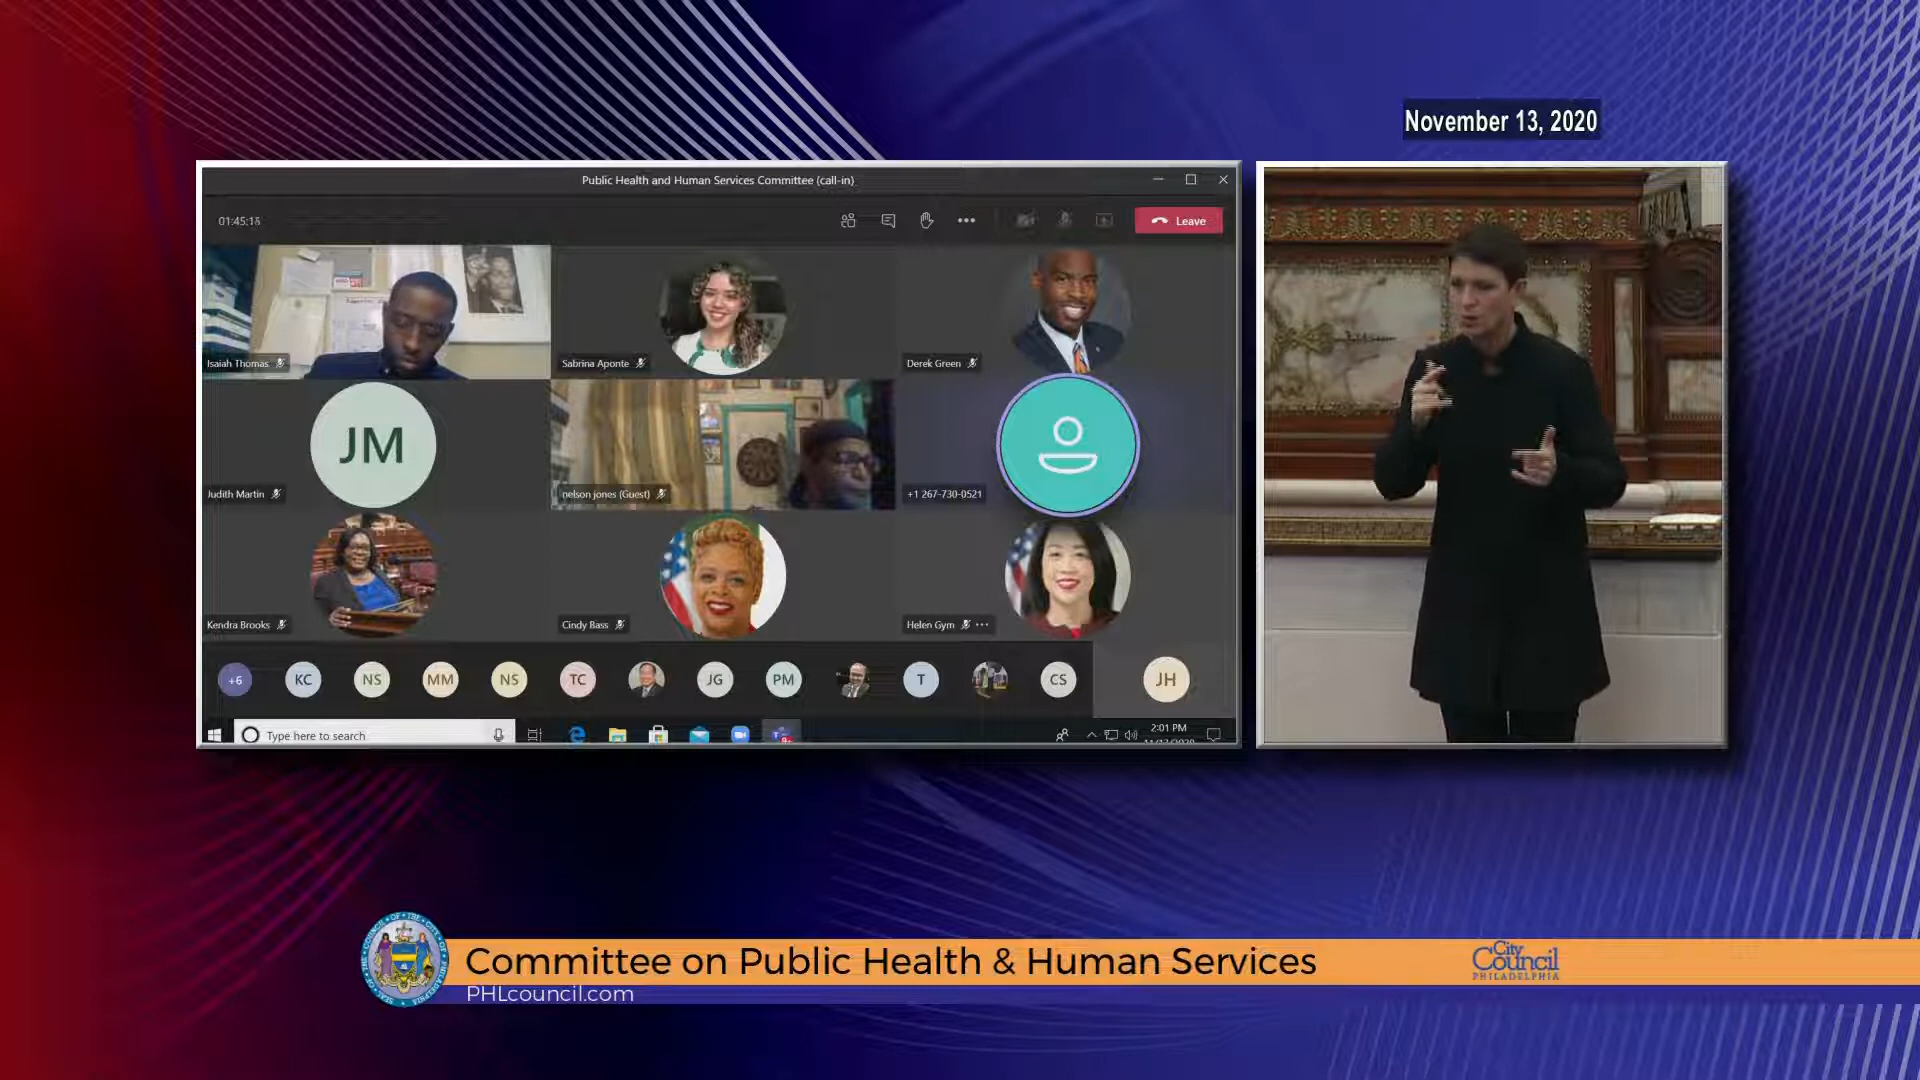 November 13, 2020
Public Health and Human Services Committee (call-in)
Leave
Isaiah Thomas
Sabrina Aponte
Derek Green
JM
Judith Martin
nelson jones (Guest)
+1 267-730-0521
Kendra Brooks
Cindy Bass
Helen Gym
+6
KC
NS
MM
NS
TC
JG
PM
T
CS
JH
Type here to search
2:01 PM
Committee on Public Health & Human Services
City
Council
PHILADELPHIA
PHLcouncil.com